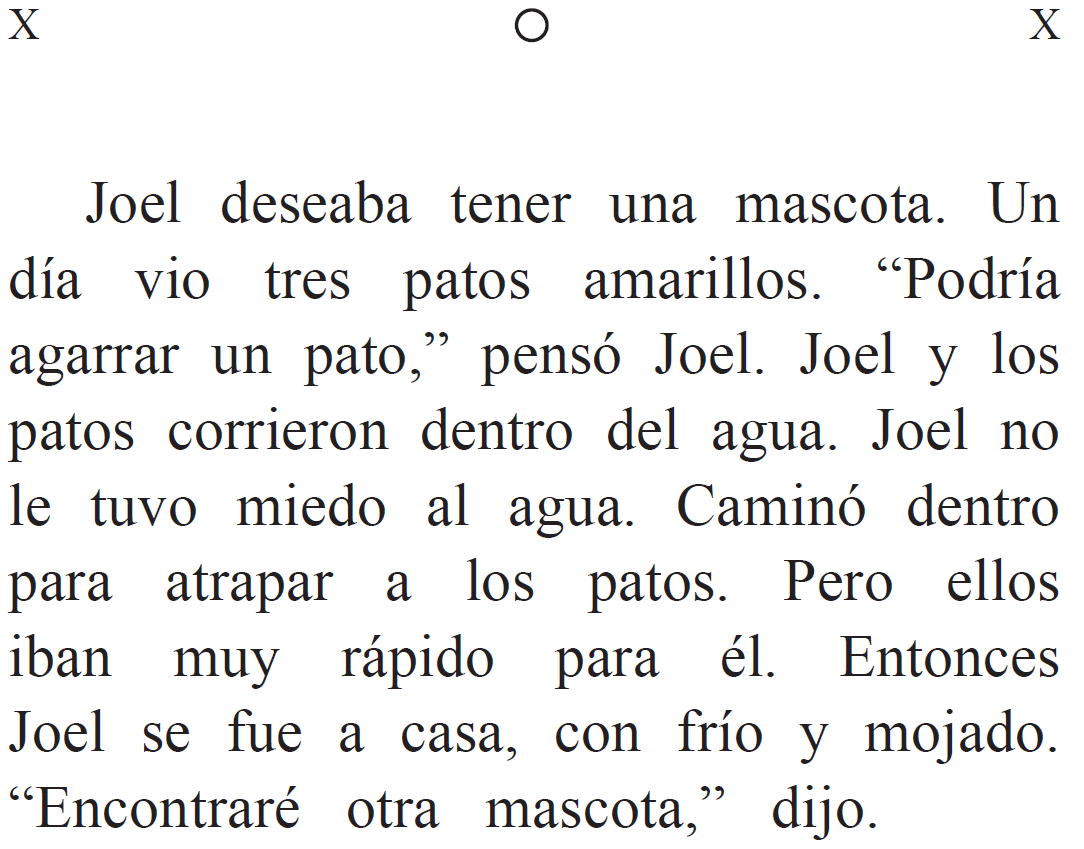 X O X
Joel deseaba tener una mascota. Un
día vio tres patos amarillos. “Podría
agarrar un pato,” pensó Joel. Joel y los
patos corrieron dentro del agua. Joel no
le tuvo miedo al agua. Caminó dentro
para atrapar a los patos. Pero ellos
iban muy rápido para él. Entonces
Joel se fue a casa, con frío y mojado.
“Encontraré otra mascota,” dijo.